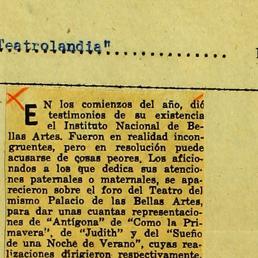 Teatrolandia"
EN los comienzos del año, dió
testimonios de su existencia
el Instituto Nacional de Be-
llas Artes. Fueron en realidad incon-
gruentes, pero en resolución puede
acusarse de cosas peores. Los aficio-
nados a los que dedica sus atencio-
nes paternales o maternales, se apa-
recieron sobre el foro del Teatro del
mismo Palacio de las Bellas Artes,
para dar unas cuantas representacio-
nes de "Antígona" de "Como la Pri-
mavera", de "Judith" y del "Sueño
de una Noche de Verano", cuyas rea-
lizaciones dirigieron respectivamente,